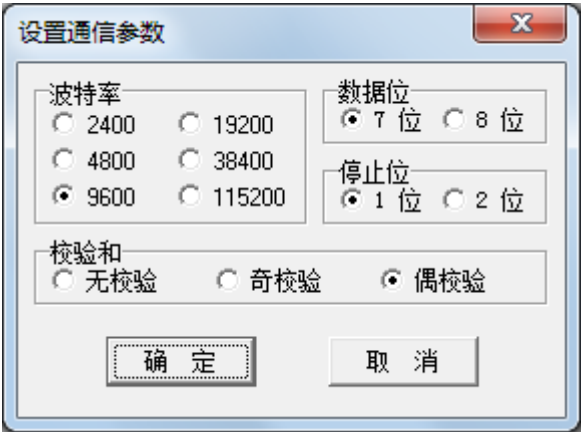 设置通信参数
波特率
2400 19200
4800 38400
9600 115200
数据位
7 位 8 位
停止位
1 位 2 位
校验和
无校验 奇校验 偶校验
确 定 取 消